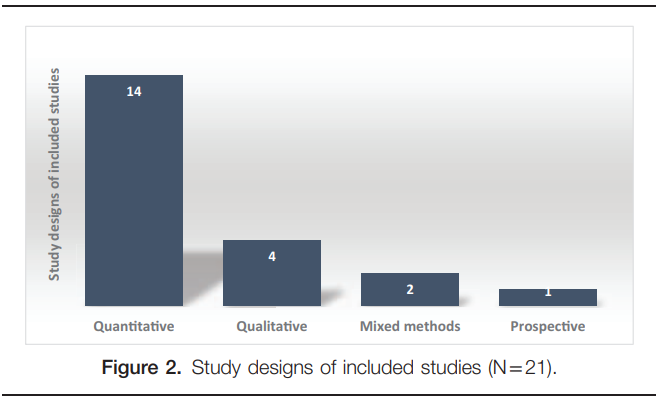 Study designs of included studies
14
4
2
1
Quantitative
Qualitative
Mixed methods
Prospective
Figure 2. Study designs of included studies (N=21).